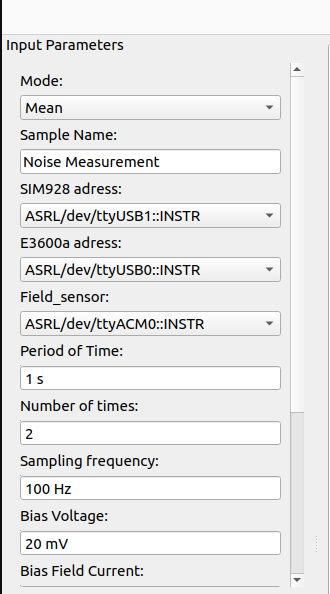 Input Parameters
Mode:
Mean
Sample Name:
Noise Measurement
SIM928 adress:
ASRL/dev/ttyUSB1::INSTR
E3600a adress:
ASRL/dev/ttyUSB0::INSTR
Field_sensor:
ASRL/dev/ttyACM0::INSTR
Period of Time:
1 s
Number of times:
2
Sampling frequency:
100 Hz
Bias Voltage:
20 mV
Bias Field Current: